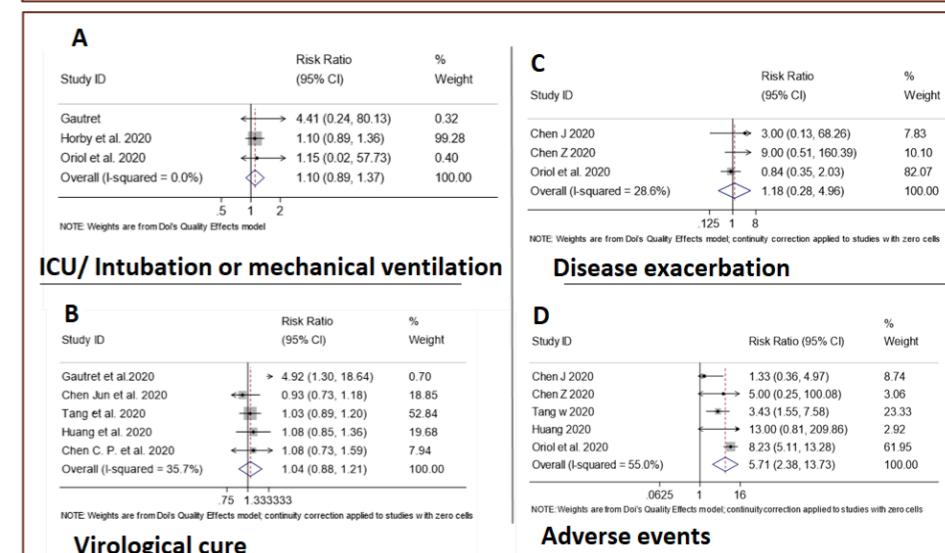 A
Risk Ratio %
Study ID (95% CI) Weight
Gautret 4.41 (0.24, 80.13) 0.32
Horby et al. 2020 1.10 (0.89, 1.36) 99.28
Oriol et al. 2020 1.15 (0.02, 57.73) 0.40
Overall (I-squared = 0.0%) 1.10 (0.89, 1.37) 100.00
.5 1 2
NOTE: Weights are from Doi's Quality Effects model
ICU/ Intubation or mechanical ventilation
B
Risk Ratio %
Study ID (95% CI) Weight
Gautret et al.2020 4.92 (1.30, 18.64) 0.70
Chen Jun et al. 2020 0.93 (0.73, 1.18) 18.85
Tang et al. 2020 1.03 (0.89, 1.20) 52.84
Huang et al. 2020 1.08 (0.85, 1.36) 19.68
Chen C. P. et al. 2020 1.08 (0.73, 1.59) 7.94
Overall (I-squared = 35.7%) 1.04 (0.88, 1.21) 100.00
.75 1.333333
NOTE: Weights are from Doi's Quality Effects model; continuity correction applied to studies with zero cells
Virological cure
C
Risk Ratio %
Study ID (95% CI) Weight
Chen J 2020 3.00 (0.13, 68.26) 7.83
Chen Z 2020 9.00 (0.51, 160.39) 10.10
Oriol et al. 2020 0.84 (0.35, 2.03) 82.07
Overall (I-squared = 28.6%) 1.18 (0.28, 4.96) 100.00
.125 1 8
NOTE: Weights are from Doi's Quality Effects model; continuity correction applied to studies with zero cells
Disease exacerbation
D
%
Study ID Risk Ratio (95% CI) Weight
Chen J 2020 1.33 (0.36, 4.97) 8.74
Chen Z 2020 5.00 (0.25, 100.08) 3.06
Tang w 2020 3.43 (1.55, 7.58) 23.33
Huang 2020 13.00 (0.81, 209.86) 2.92
Oriol et al. 2020 8.23 (5.11, 13.28) 61.95
Overall (I-squared = 55.0%) 5.71 (2.38, 13.73) 100.00
.0625 1 16
NOTE: Weights are from Doi's Quality Effects model; continuity correction applied to studies with zero cells
Adverse events